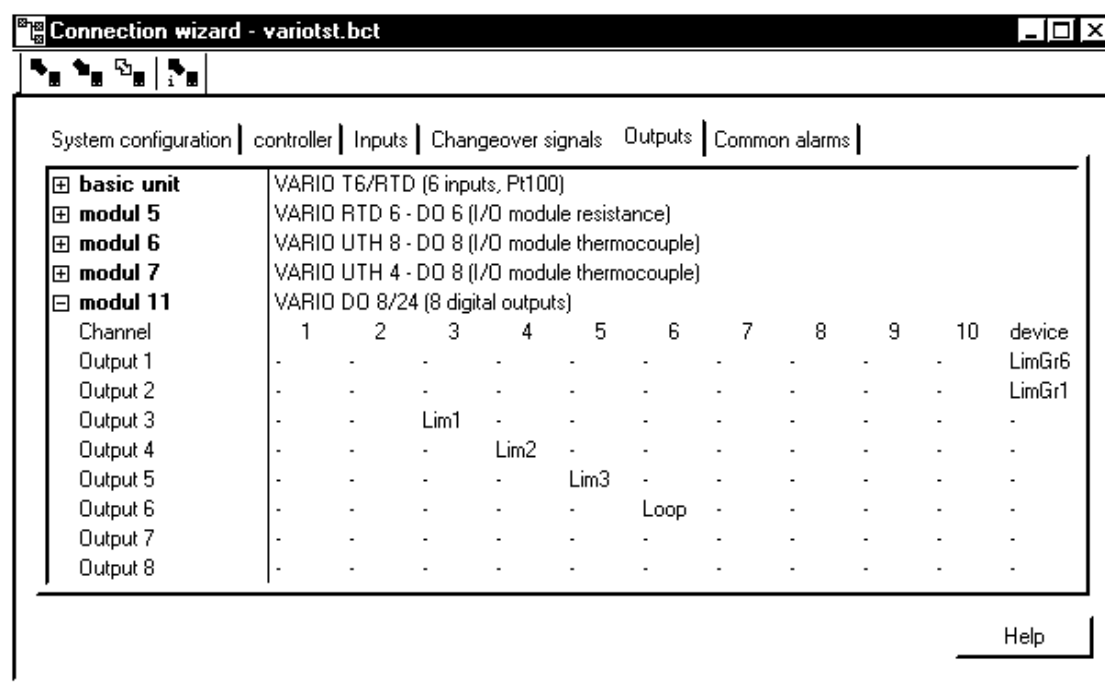 Connection wizard - variotst.bct
i
System configuration controller Inputs Changeover signals Outputs Common alarms
basic unit VARIO T6/RTD (6 inputs, Pt100)
modul 5 VARIO RTD 6 - DO 6 (I/O module resistance)
modul 6 VARIO UTH 8 - DO 8 (I/O module thermocouple)
modul 7 VARIO UTH 4 - DO 8 (I/O module thermocouple)
modul 11 VARIO DO 8/24 (8 digital outputs)
Channel 1 2 3 4 5 6 7 8 9 10 device
Output 1 - - - - - - - - - - LimGr6
Output 2 - - - - - - - - - - LimGr1
Output 3 - - Lim1 - - - - - - - -
Output 4 - - - Lim2 - - - - - - -
Output 5 - - - - Lim3 - - - - - -
Output 6 - - - - - Loop - - - - -
Output 7 - - - - - - - - - - -
Output 8 - - - - - - - - - - -
Help